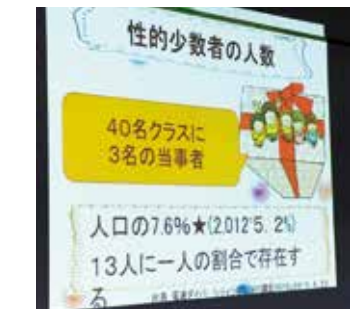 性的少数者の人数
40名クラスに
3名の当事者
人口の7.6%★(2,012'5.2%)
13人に一人の割合で存在す
る